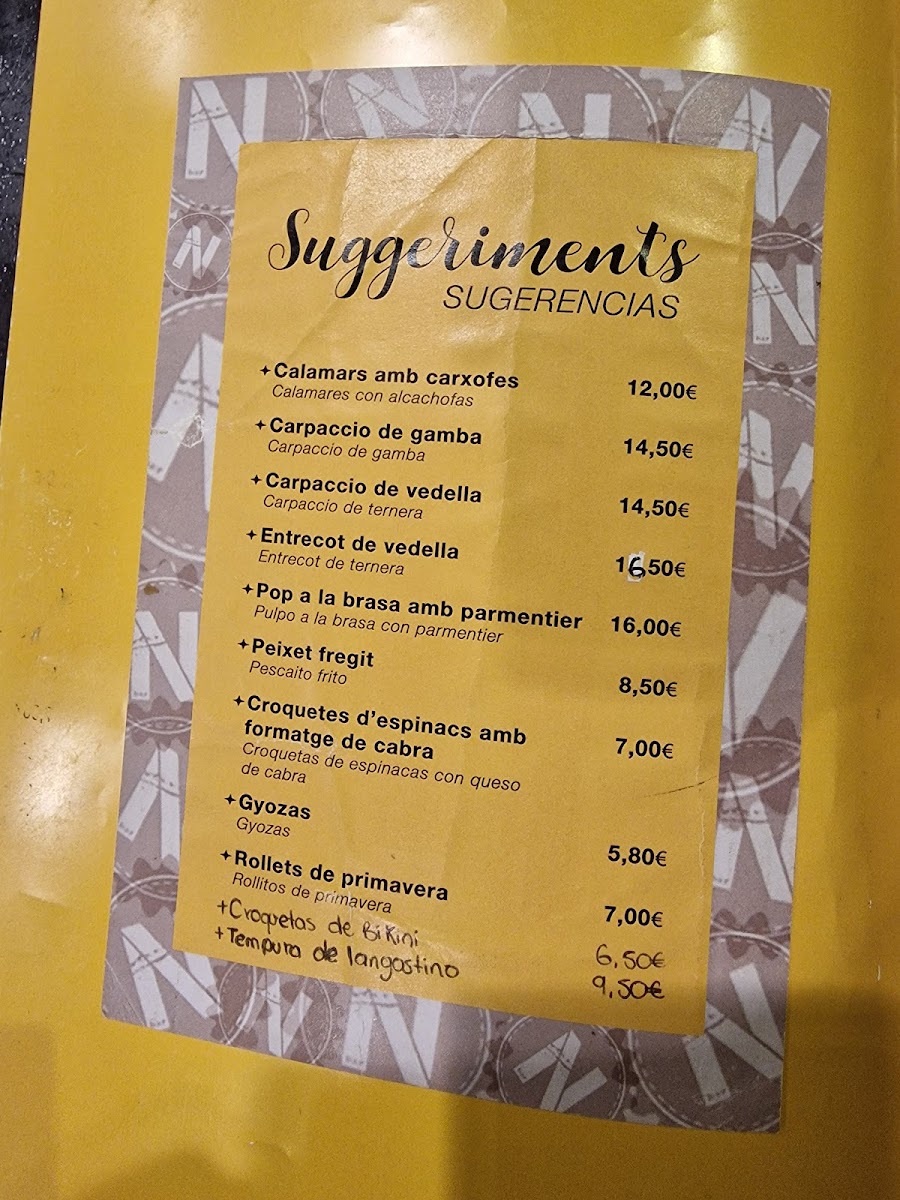 Suggeriments
SUGERENCIAS
✦Calamars amb carxofes 12,00€
Calamares con alcachofas
✦Carpaccio de gamba 14,50€
Carpaccio de gamba
✦Carpaccio de vedella 14,50€
Carpaccio de ternera
✦Entrecot de vedella 16,50€
Entrecot de ternera
✦Pop a la brasa amb parmentier 16,00€
Pulpo a la brasa con parmentier
✦Peixet fregit 8,50€
Pescaito frito
✦Croquetes d'espinacs amb
formatge de cabra 7,00€
Croquetas de espinacas con queso
de cabra
✦Gyozas 5,80€
Gyozas
✦Rollets de primavera 7,00€
Rollitos de primavera
+Croquetas de Bikini 6,50€
+Tempura de langostino 9,50€